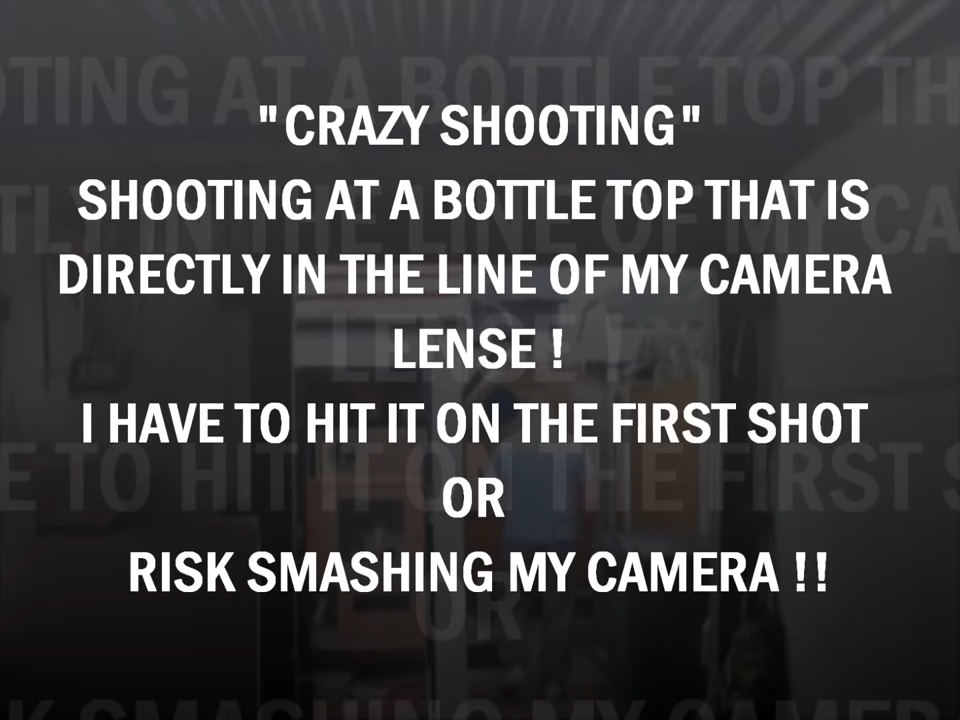 "CRAZY SHOOTING"
SHOOTING AT A BOTTLE TOP THAT IS
DIRECTLY IN THE LINE OF MY CAMERA
LENSE !
I HAVE TO HIT IT ON THE FIRST SHOT
OR
RISK SMASHING MY CAMERA !!